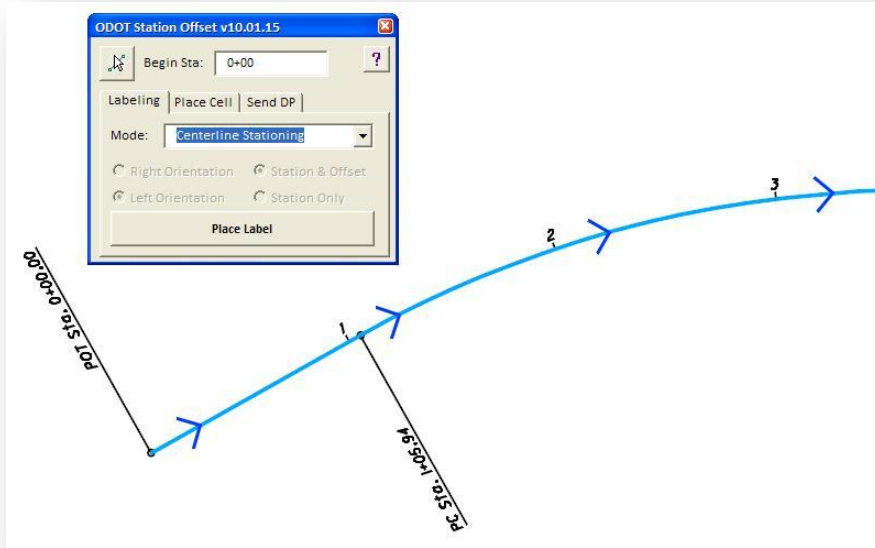 ODOT Station Offset v10.01.15
Begin Sta: 0+00 ?
Labeling Place Cell Send DP
Mode: Centerline Stationing
Right Orientation Station & Offset
Left Orientation Station Only
Place Label
POT Sta. 0+00.00
1
2
3
PC Sta. 1+05.94